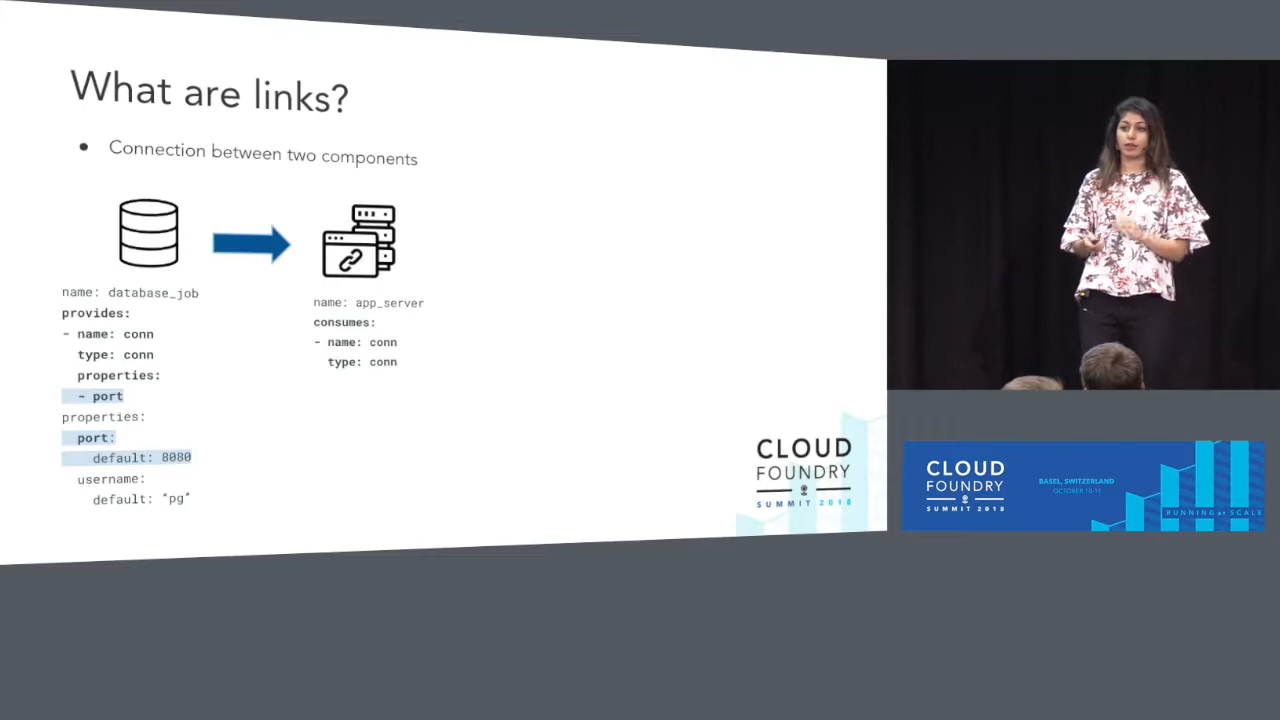 What are links?
● Connection between two components
name: database_job
provides:
- name: conn
type: conn
properties:
- port
properties:
port:
default: 8080
username:
default: "pg"
name: app_server
consumes:
- name: conn
type: conn
CLOUD
FOUNDRY
SUMMIT 2018
CLOUD
FOUNDRY
SUMMIT 2018
BASEL, SWITZERLAND
OCTOBER 10-11
RUNNING AT SCALE